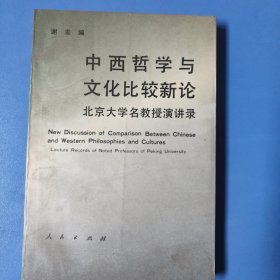 谢龙编
中西哲学与
文化比较新论
北京大学名教授演讲录
New Discussion of Comparison Between Chinese
and Western Philosophies and Cultures
Lecture Records of Noted Professors of Peking University
人民出版社